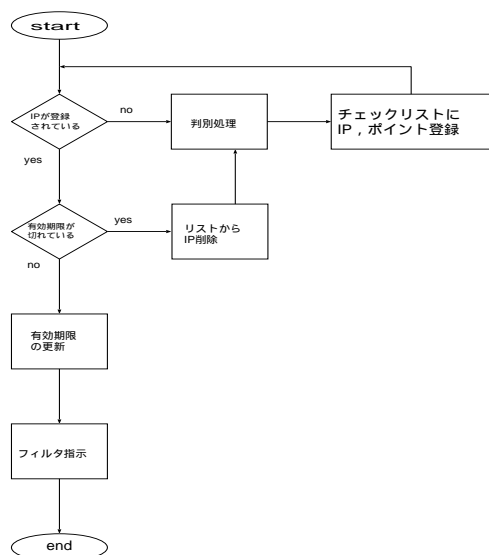 start
IPが登録
されている
no
判別処理
チェックリストに
IP，ポイント登録
yes
有効期限が
切れている
yes
リストから
IP削除
no
有効期限
の更新
フィルタ指示
end